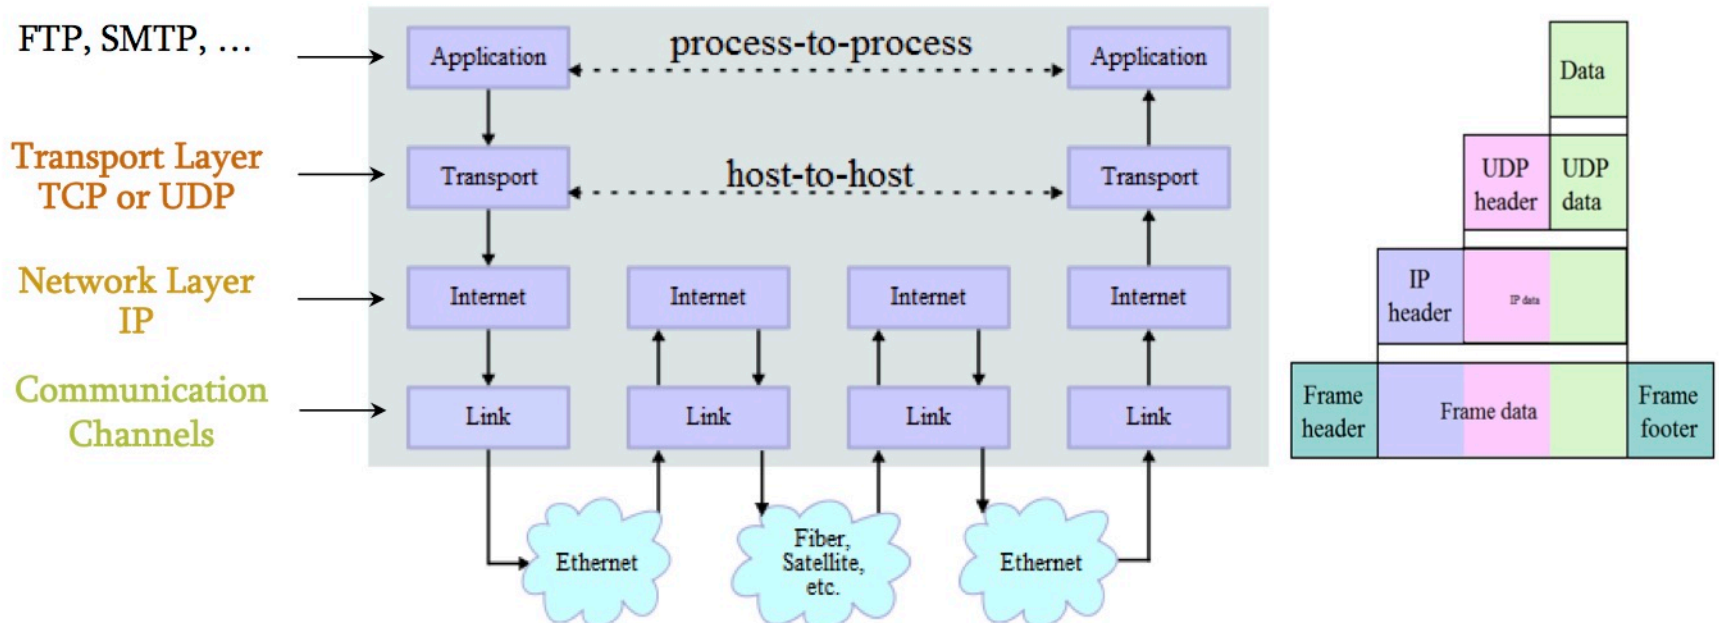 FTP, SMTP, ...
Transport Layer
TCP or UDP
Network Layer
IP
Communication
Channels
Application
process-to-process
Application
Transport
host-to-host
Transport
Internet
Internet
Internet
Internet
Link
Link
Link
Link
Ethernet
Fiber,
Satellite,
etc.
Ethernet
Data
UDP
header
UDP
data
IP
header
IP data
Frame
header
Frame data
Frame
footer